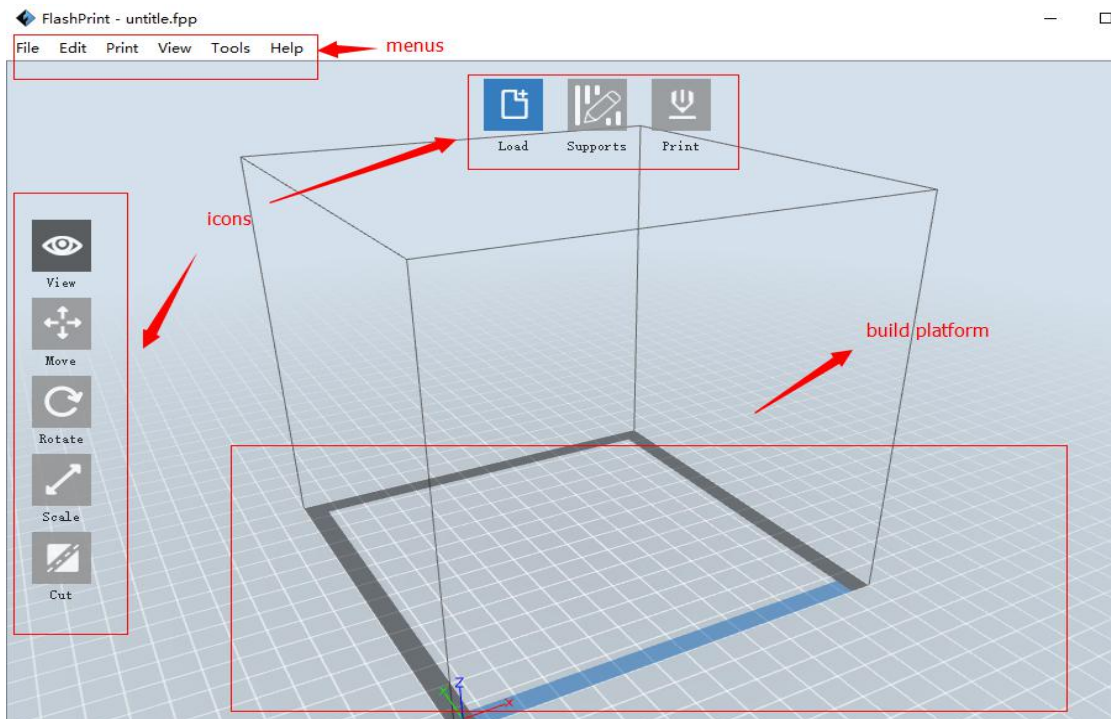 FlashPrint - untitle.fpp
File Edit Print View Tools Help
menus
Load Supports Print
icons
View
Move
Rotate
Scale
Cut
build platform
Z
Y
X